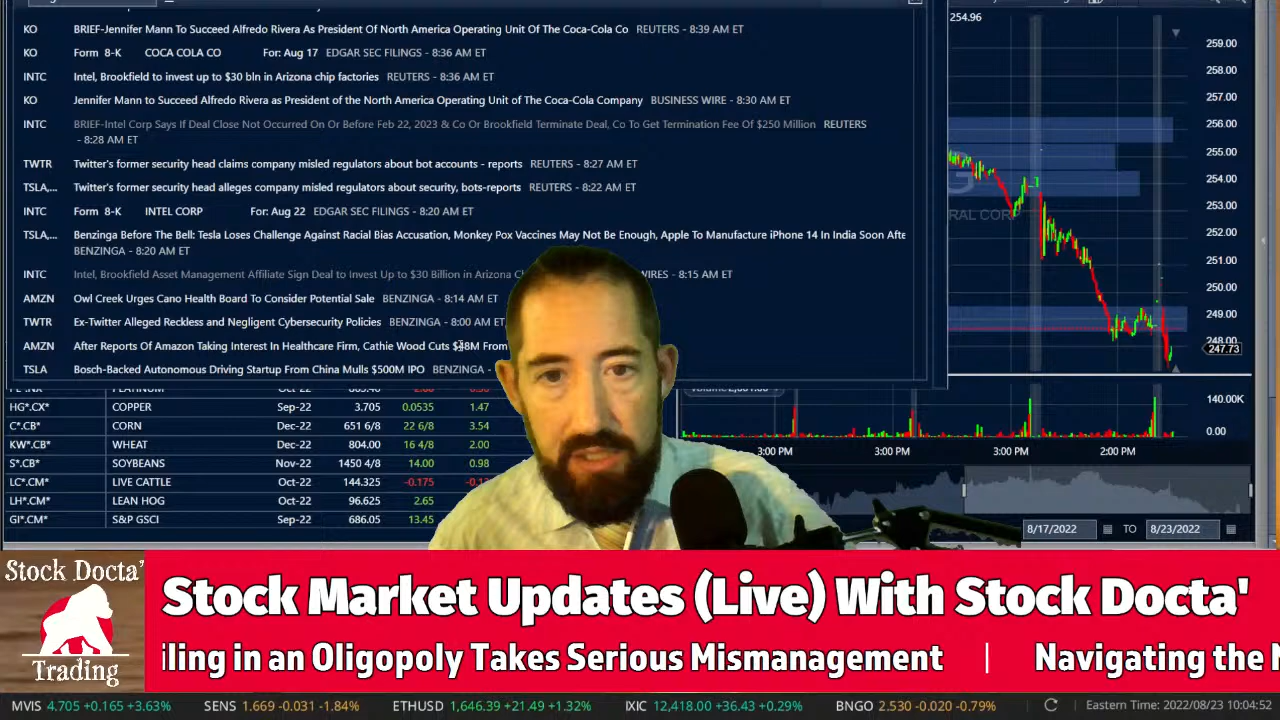 254.96
KO BRIEF-Jennifer Mann To Succeed Alfredo Rivera As President Of North America Operating Unit Of The Coca-Cola Co REUTERS - 8:39 AM ET
KO Form 8-K COCA COLA CO For: Aug 17 EDGAR SEC FILINGS - 8:36 AM ET
INTC Intel, Brookfield to invest up to $30 bln in Arizona chip factories REUTERS - 8:36 AM ET
KO Jennifer Mann to Succeed Alfredo Rivera as President of the North America Operating Unit of The Coca-Cola Company BUSINESS WIRE - 8:30 AM ET
INTC BRIEF-Intel Corp Says If Deal Close Not Occurred On Or Before Feb 22, 2023 & Co Or Brookfield Terminate Deal, Co To Get Termination Fee Of $250 Million REUTERS
- 8:28 AM ET
TWTR Twitter's former security head claims company misled regulators about bot accounts - reports REUTERS - 8:27 AM ET
TSLA,... Twitter's former security head alleges company misled regulators about security, bots-reports REUTERS - 8:22 AM ET
INTC Form 8-K INTEL CORP For: Aug 22 EDGAR SEC FILINGS - 8:20 AM ET
TSLA,... Benzinga Before The Bell: Tesla Loses Challenge Against Racial Bias Accusation, Monkey Pox Vaccines May Not Be Enough, Apple To Manufacture iPhone 14 In India Soon Afte
BENZINGA - 8:20 AM ET
INTC Intel, Brookfield Asset Management Affiliate Sign Deal to Invest Up to $30 Billion in Arizona WIRES - 8:15 AM ET
AMZN Owl Creek Urges Cano Health Board To Consider Potential Sale BENZINGA - 8:14 AM ET
TWTR Ex-Twitter Alleged Reckless and Negligent Cybersecurity Policies BENZINGA - 8:00 AM ET
AMZN After Reports Of Amazon Taking Interest In Healthcare Firm, Cathie Wood Cuts From
TSLA Bosch-Backed Autonomous Driving Startup From China Mulls $500M IPO BENZINGA -
259.00
258.00
257.00
256.00
255.00
254.00
253.00
252.00
251.00
250.00
249.00
247.73
RAL CORP
PLATINUM Oct-22
HG*.CX* COPPER Sep-22 3.705 0.0535 1.47
C*.CB* CORN Dec-22 651 6/8 22 6/8 3.54
KW*.CB* WHEAT Dec-22 804.00 16 4/8 2.00
S*.CB* SOYBEANS Nov-22 1450 4/8 14.00 0.98
LC*.CM* LIVE CATTLE Oct-22 144.325 -0.175
LH*.CM* LEAN HOG Oct-22 96.625 2.65
GI*.CM* S&P GSCI Sep-22 686.05 13.45
140.00K
0.00
3:00 PM 3:00 PM 3:00 PM 2:00 PM
8/17/2022 TO 8/23/2022
Stock Docta'
Trading
Stock Market Updates (Live) With Stock Docta'
iling in an Oligopoly Takes Serious Mismanagement | Navigating the
MVIS 4.705 +0.165 +3.63% SENS 1.669 -0.031 -1.84% ETHUSD 1,646.39 +21.49 +1.32% IXIC 12,418.00 +36.43 +0.29% BNGO 2.530 -0.020 -0.79% Eastern Time: 2022/08/23 10:04:52